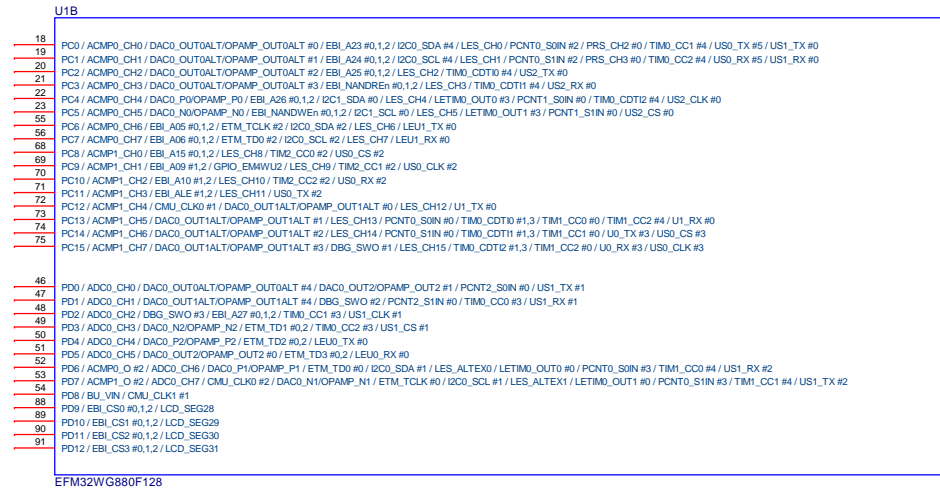 U1B
18 PC0 / ACMP0_CH0 / DAC0_OUT0ALT/OPAMP_OUT0ALT #0 / EBI_A23 #0,1,2 / I2C0_SDA #4 / LES_CH0 / PCNT0_S0IN #2 / PRS_CH2 #0 / TIM0_CC1 #4 / US0_TX #5 / US1_TX #0
19 PC1 / ACMP0_CH1 / DAC0_OUT0ALT/OPAMP_OUT0ALT #1 / EBI_A24 #0,1,2 / I2C0_SCL #4 / LES_CH1 / PCNT0_S1IN #2 / PRS_CH3 #0 / TIM0_CC2 #4 / US0_RX #5 / US1_RX #0
20 PC2 / ACMP0_CH2 / DAC0_OUT0ALT/OPAMP_OUT0ALT #2 / EBI_A25 #0,1,2 / LES_CH2 / TIM0_CDTI0 #4 / US2_TX #0
21 PC3 / ACMP0_CH3 / DAC0_OUT0ALT/OPAMP_OUT0ALT #3 / EBI_NANDREn #0,1,2 / LES_CH3 / TIM0_CDTI1 #4 / US2_RX #0
22 PC4 / ACMP0_CH4 / DAC0_P0/OPAMP_P0 / EBI_A26 #0,1,2 / I2C1_SDA #0 / LES_CH4 / LETIM0_OUT0 #3 / PCNT1_S0IN #0 / TIM0_CDTI2 #4 / US2_CLK #0
23 PC5 / ACMP0_CH5 / DAC0_N0/OPAMP_N0 / EBI_NANDWEn #0,1,2 / I2C1_SCL #0 / LES_CH5 / LETIM0_OUT1 #3 / PCNT1_S1IN #0 / US2_CS #0
55 PC6 / ACMP0_CH6 / EBI_A05 #0,1,2 / ETM_TCLK #2 / I2C0_SDA #2 / LES_CH6 / LEU1_TX #0
56 PC7 / ACMP0_CH7 / EBI_A06 #0,1,2 / ETM_TD0 #2 / I2C0_SCL #2 / LES_CH7 / LEU1_RX #0
68 PC8 / ACMP1_CH0 / EBI_A15 #0,1,2 / LES_CH8 / TIM2_CC0 #2 / US0_CS #2
69 PC9 / ACMP1_CH1 / EBI_A09 #1,2 / GPIO_EM4WU2 / LES_CH9 / TIM2_CC1 #2 / US0_CLK #2
70 PC10 / ACMP1_CH2 / EBI_A10 #1,2 / LES_CH10 / TIM2_CC2 #2 / US0_RX #2
71 PC11 / ACMP1_CH3 / EBI_ALE #1,2 / LES_CH11 / US0_TX #2
72 PC12 / ACMP1_CH4 / CMU_CLK0 #1 / DAC0_OUT1ALT/OPAMP_OUT1ALT #0 / LES_CH12 / U1_TX #0
73 PC13 / ACMP1_CH5 / DAC0_OUT1ALT/OPAMP_OUT1ALT #1 / LES_CH13 / PCNT0_S0IN #0 / TIM0_CDTI0 #1,3 / TIM1_CC0 #0 / TIM1_CC2 #4 / U1_RX #0
74 PC14 / ACMP1_CH6 / DAC0_OUT1ALT/OPAMP_OUT1ALT #2 / LES_CH14 / PCNT0_S1IN #0 / TIM0_CDTI1 #1,3 / TIM1_CC1 #0 / U0_TX #3 / US0_CS #3
75 PC15 / ACMP1_CH7 / DAC0_OUT1ALT/OPAMP_OUT1ALT #3 / DBG_SWO #1 / LES_CH15 / TIM0_CDTI2 #1,3 / TIM1_CC2 #0 / U0_RX #3 / US0_CLK #3
46 PD0 / ADC0_CH0 / DAC0_OUT0ALT/OPAMP_OUT0ALT #4 / DAC0_OUT2/OPAMP_OUT2 #1 / PCNT2_S0IN #0 / US1_TX #1
47 PD1 / ADC0_CH1 / DAC0_OUT1ALT/OPAMP_OUT1ALT #4 / DBG_SWO #2 / PCNT2_S1IN #0 / TIM0_CC0 #3 / US1_RX #1
48 PD2 / ADC0_CH2 / DBG_SWO #3 / EBI_A27 #0,1,2 / TIM0_CC1 #3 / US1_CLK #1
49 PD3 / ADC0_CH3 / DAC0_N2/OPAMP_N2 / ETM_TD1 #0,2 / TIM0_CC2 #3 / US1_CS #1
50 PD4 / ADC0_CH4 / DAC0_P2/OPAMP_P2 / ETM_TD2 #0,2 / LEU0_TX #0
51 PD5 / ADC0_CH5 / DAC0_OUT2/OPAMP_OUT2 #0 / ETM_TD3 #0,2 / LEU0_RX #0
52 PD6 / ACMP0_O #2 / ADC0_CH6 / DAC0_P1/OPAMP_P1 / ETM_TD0 #0 / I2C0_SDA #1 / LES_ALTEX0 / LETIM0_OUT0 #0 / PCNT0_S0IN #3 / TIM1_CC0 #4 / US1_RX #2
53 PD7 / ACMP1_O #2 / ADC0_CH7 / CMU_CLK0 #2 / DAC0_N1/OPAMP_N1 / ETM_TCLK #0 / I2C0_SCL #1 / LES_ALTEX1 / LETIM0_OUT1 #0 / PCNT0_S1IN #3 / TIM1_CC1 #4 / US1_TX #2
54 PD8 / BU_VIN / CMU_CLK1 #1
88 PD9 / EBI_CS0 #0,1,2 / LCD_SEG28
89 PD10 / EBI_CS1 #0,1,2 / LCD_SEG29
90 PD11 / EBI_CS2 #0,1,2 / LCD_SEG30
91 PD12 / EBI_CS3 #0,1,2 / LCD_SEG31
EFM32WG880F128